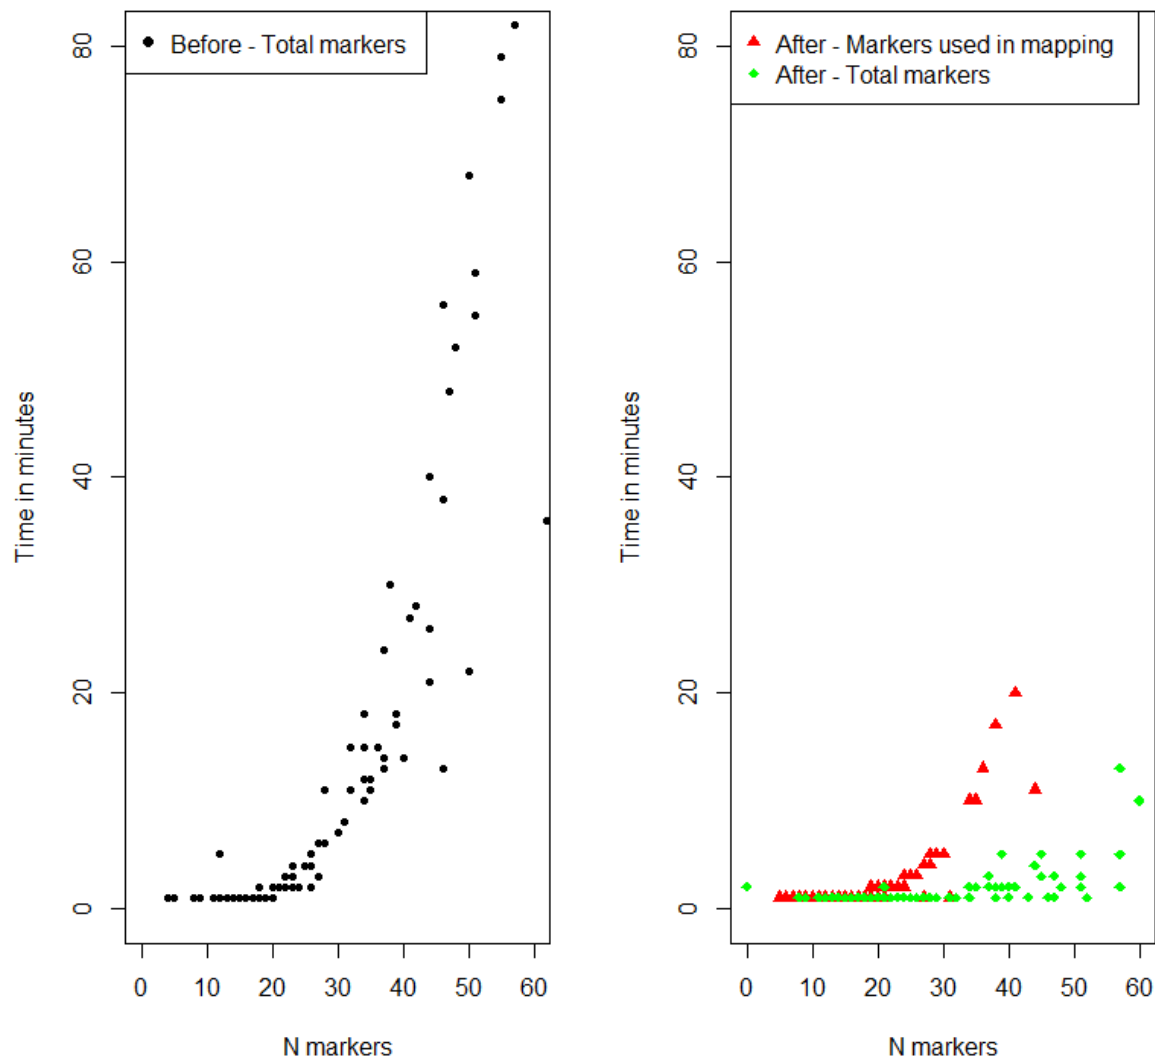 Before - Total markers
80
60
40
20
0
Time in minutes
0 10 20 30 40 50 60
N markers
After - Markers used in mapping
After - Total markers
80
60
40
20
0
Time in minutes
0 10 20 30 40 50 60
N markers